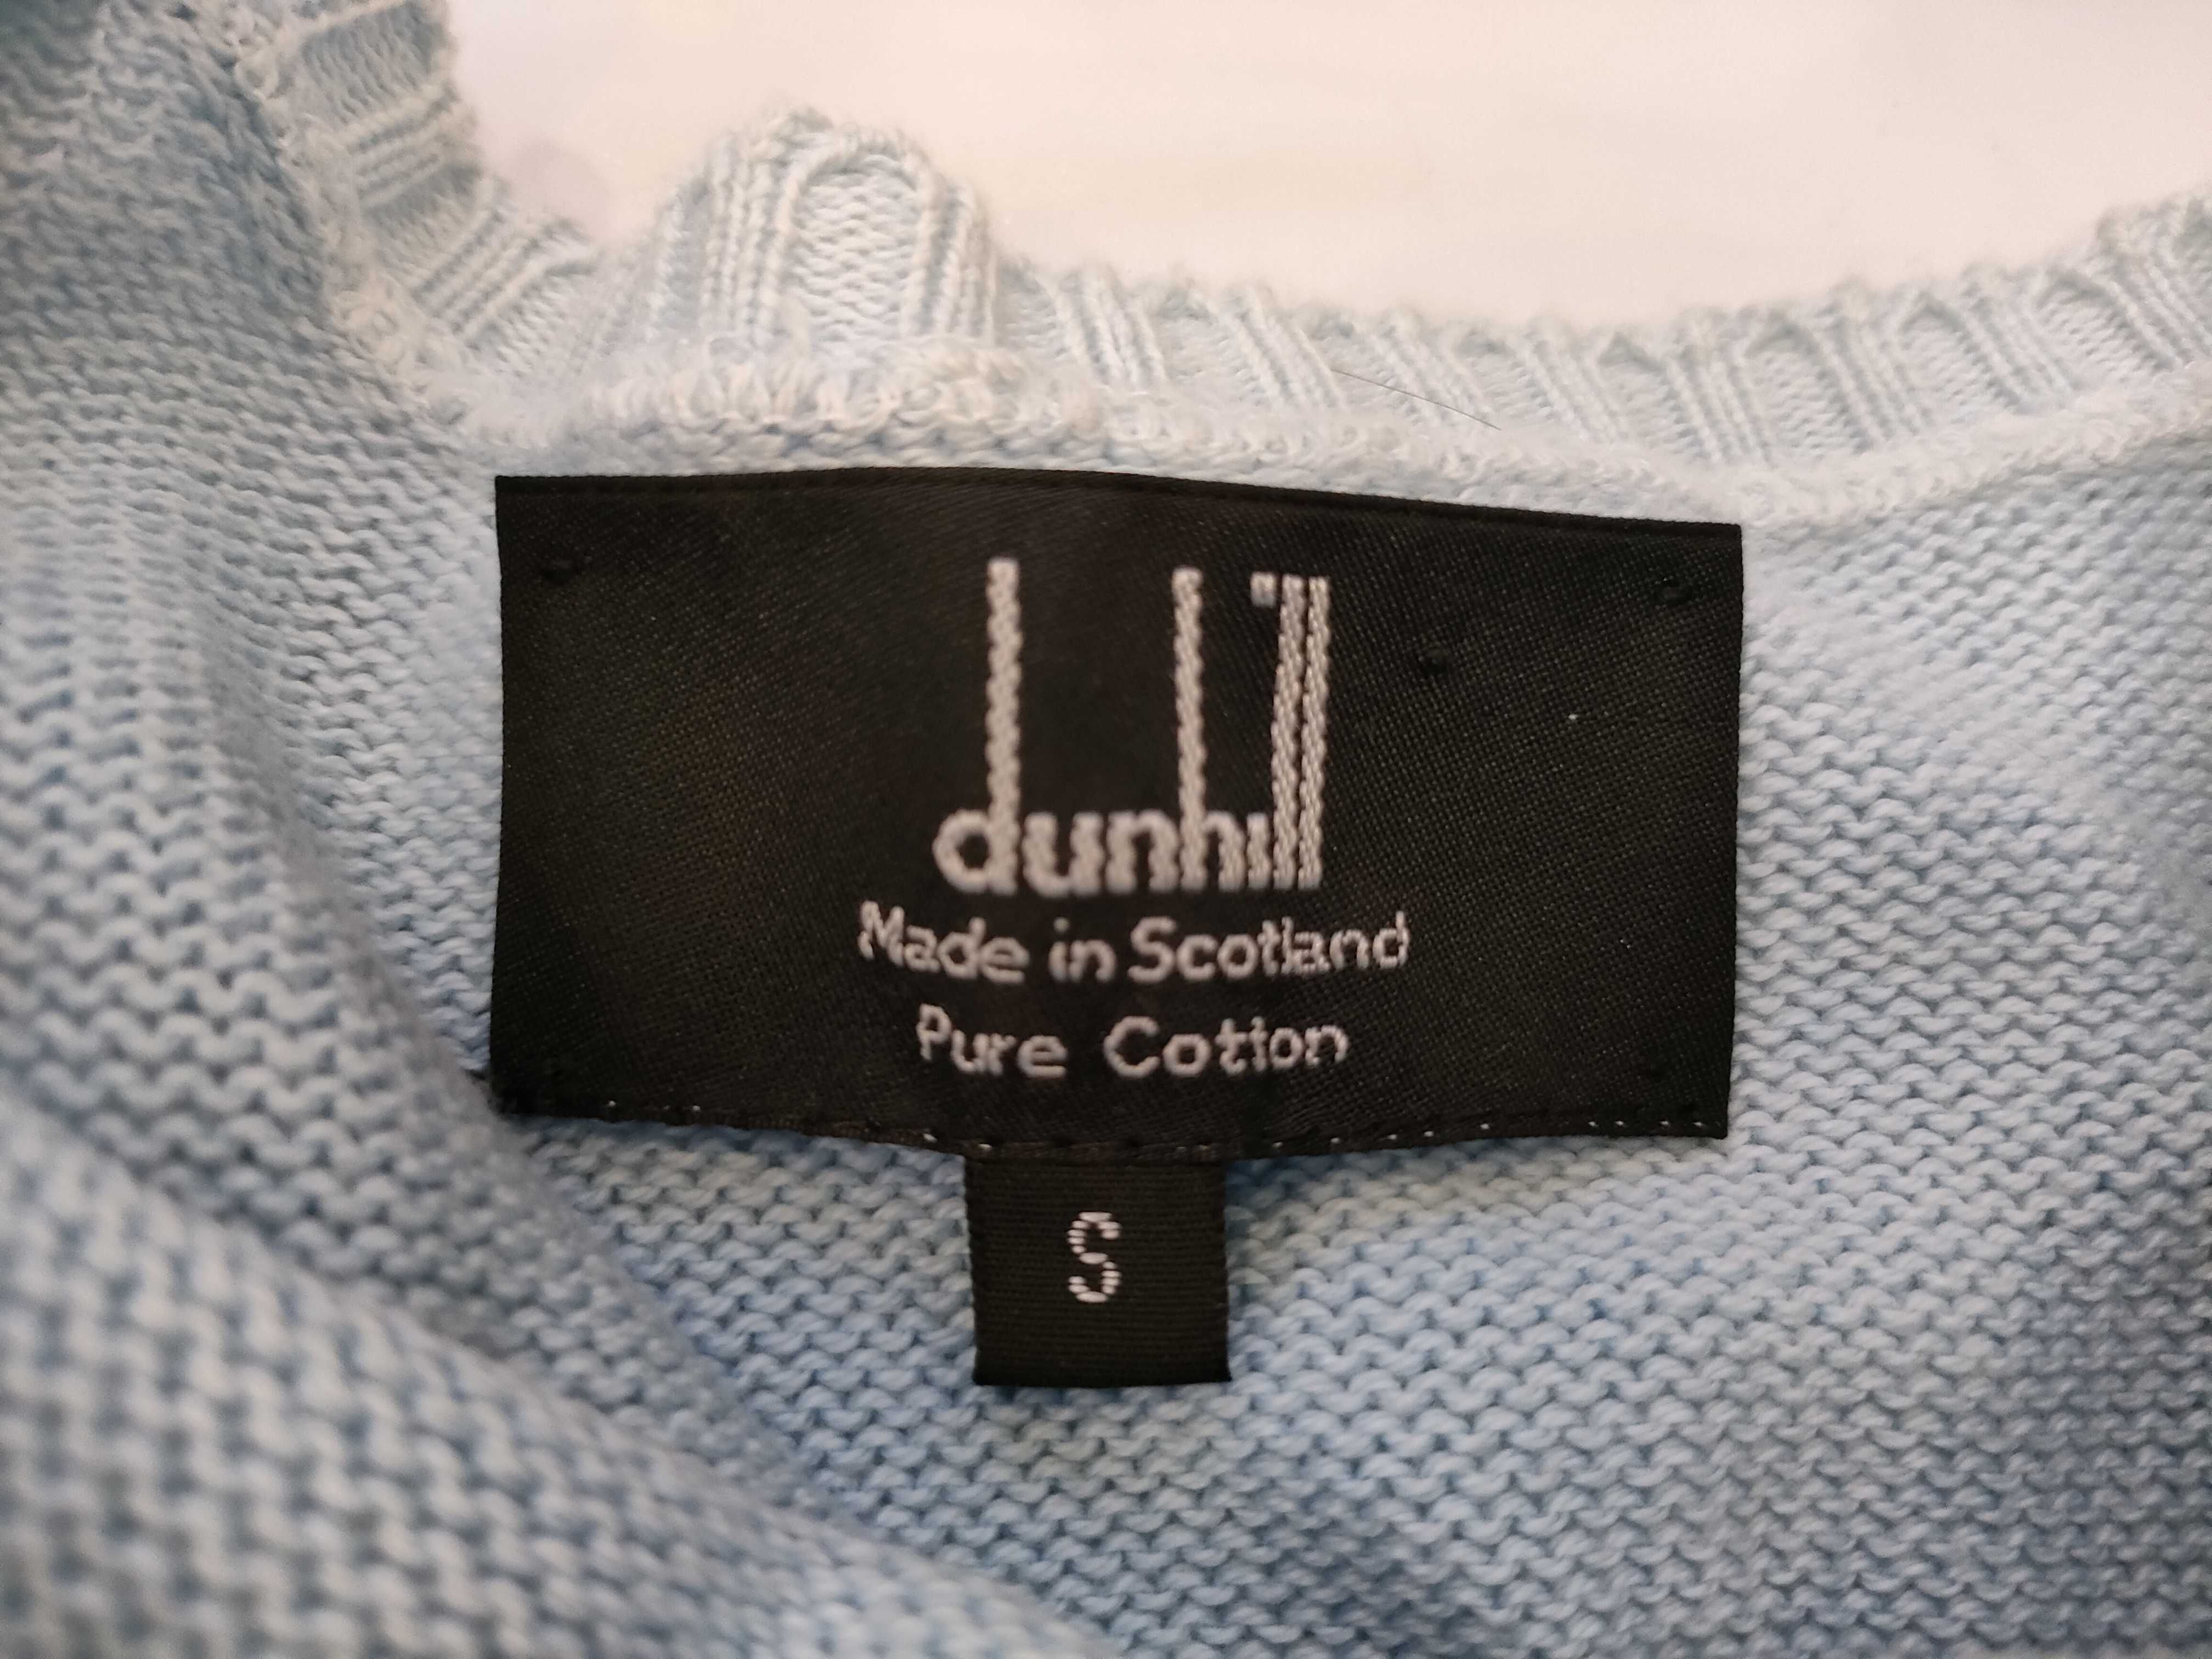 dunhill
Made in Scotland
Pure Cotton
S